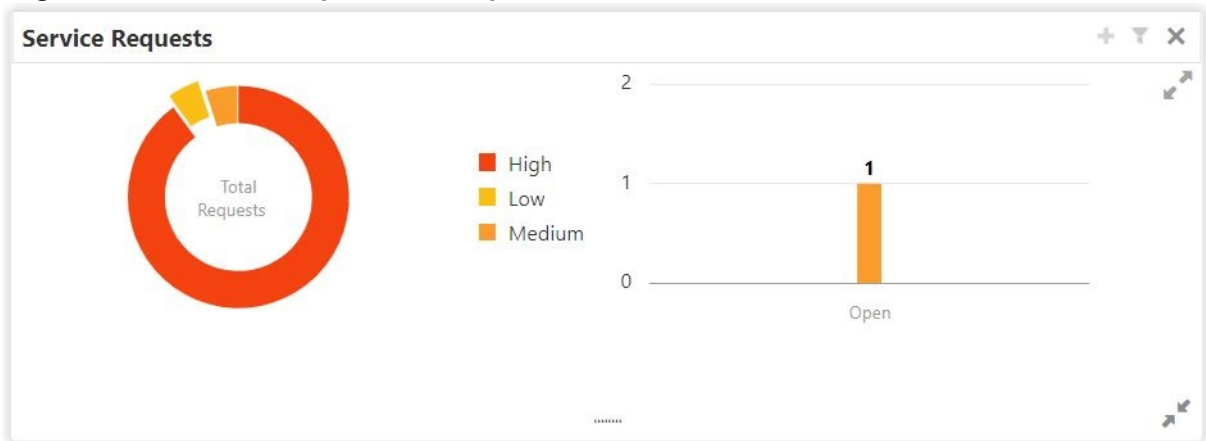 Service Requests
Total
Requests
High
Low
Medium
2
1
0
1
Open